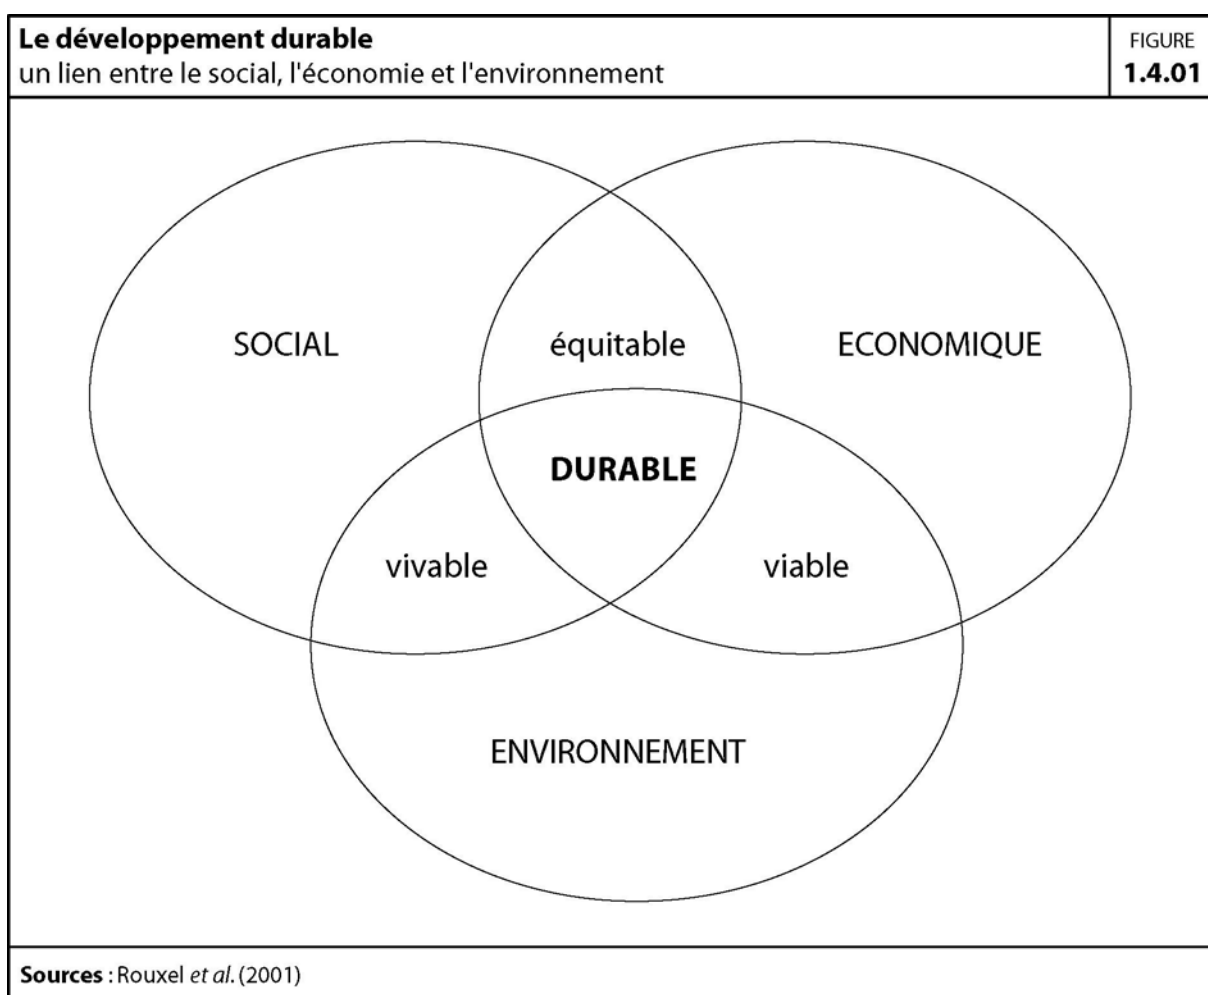 Le développement durable
un lien entre le social, l'économie et l'environnement
FIGURE
1.4.01
SOCIAL
équitable
ECONOMIQUE
DURABLE
vivable
viable
ENVIRONNEMENT
Sources : Rouxel et al. (2001)